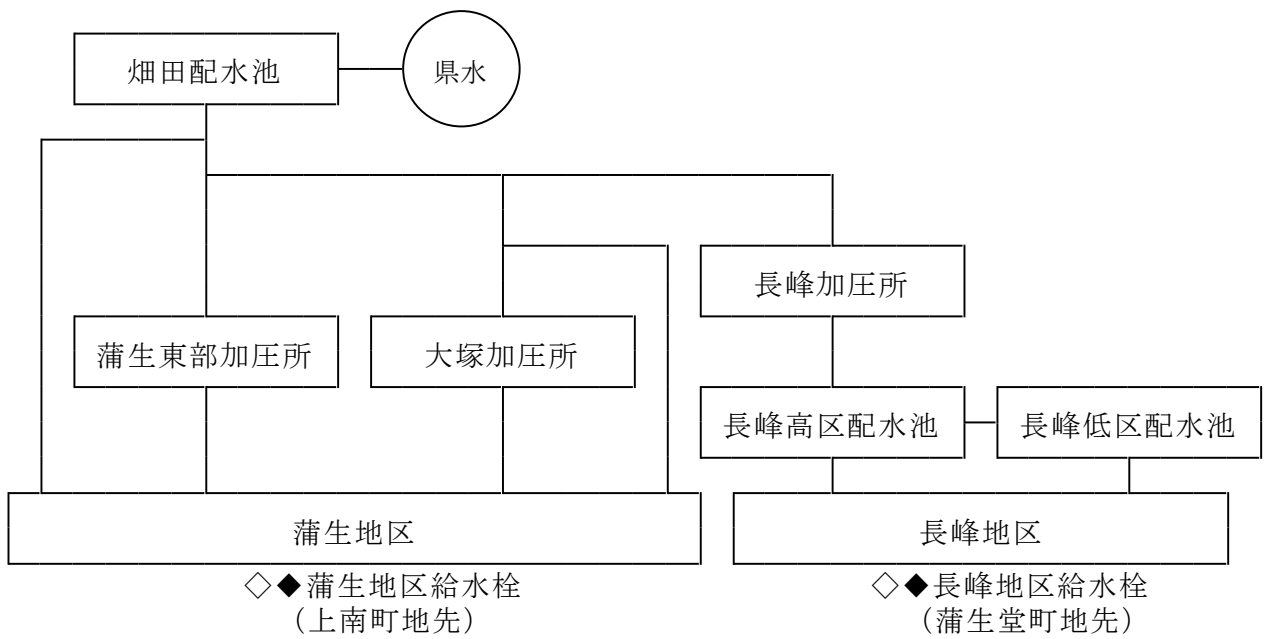 畑田配水池
県水
長峰加圧所
蒲生東部加圧所
大塚加圧所
長峰高区配水池
長峰低区配水池
蒲生地区
長峰地区
◇◆蒲生地区給水栓
（上南町地先）
◇◆長峰地区給水栓
（蒲生堂町地先）